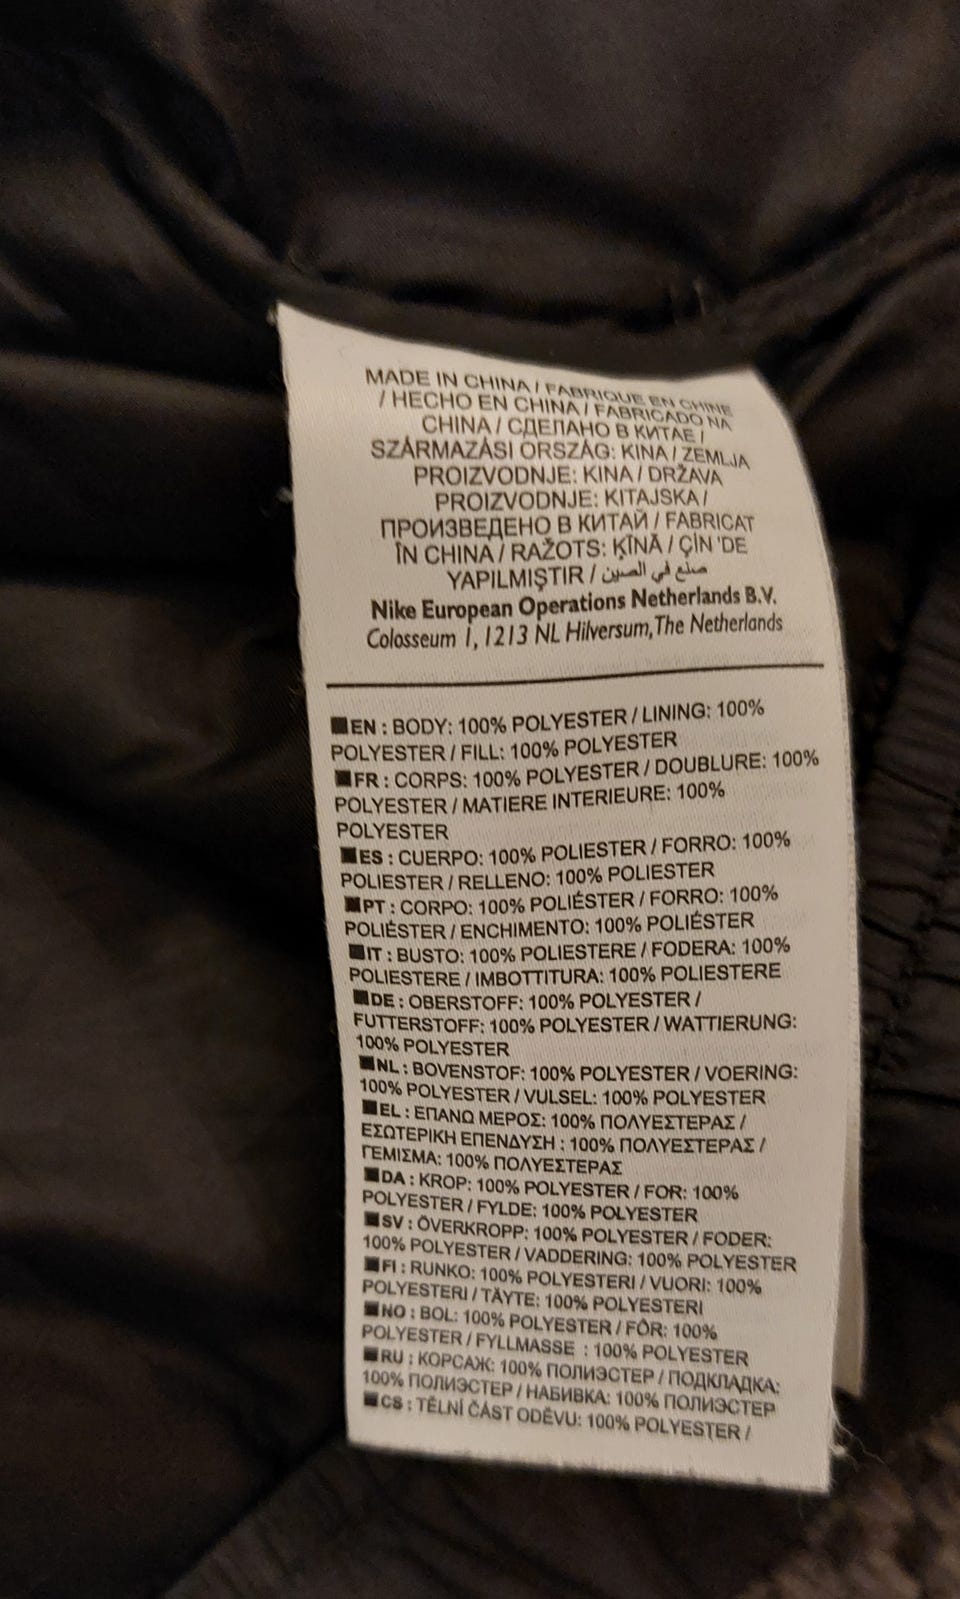 MADE IN CHINA / FABRIQUE EN CHINE
/ HECHO EN CHINA / FABRICADO NA
CHINA / СДЕЛАНО В КИТАЕ /
SZÁRMAZÁSI ORSZÁG: KINA / ZEMLJA
PROIZVODNJE: KINA / DRŽAVA
PROIZVODNJE: KITAJSKA /
ПРОИЗВЕДЕНО В КИТАЙ / FABRICAT
ÎN CHINA / RAŽOTS: ĶĪNĀ / ÇİN 'DE
YAPILMIŞTIR / صنع في الصين
Nike European Operations Netherlands B.V.
Colosseum 1, 1213 NL Hilversum, The Netherlands
■EN : BODY: 100% POLYESTER / LINING: 100%
POLYESTER / FILL: 100% POLYESTER
■FR : CORPS: 100% POLYESTER / DOUBLURE: 100%
POLYESTER / MATIERE INTERIEURE: 100%
POLYESTER
■ES : CUERPO: 100% POLIESTER / FORRO: 100%
POLIESTER / RELLENO: 100% POLIESTER
■PT : CORPO: 100% POLIÉSTER / FORRO: 100%
POLIÉSTER / ENCHIMENTO: 100% POLIÉSTER
■IT : BUSTO: 100% POLIESTERE / FODERA: 100%
POLIESTERE / IMBOTTITURA: 100% POLIESTERE
■DE : OBERSTOFF: 100% POLYESTER /
FUTTERSTOFF: 100% POLYESTER / WATTIERUNG:
100% POLYESTER
■NL : BOVENSTOF: 100% POLYESTER / VOERING:
100% POLYESTER / VULSEL: 100% POLYESTER
■EL : ΕΠΑΝΩ ΜΕΡΟΣ: 100% ΠΟΛΥΕΣΤΕΡΑΣ /
ΕΣΩΤΕΡΙΚΗ ΕΠΕΝΔΥΣΗ : 100% ΠΟΛΥΕΣΤΕΡΑΣ /
ΓΕΜΙΣΜΑ: 100% ΠΟΛΥΕΣΤΕΡΑΣ
■DA : KROP: 100% POLYESTER / FOR: 100%
POLYESTER / FYLDE: 100% POLYESTER
■SV : ÖVERKROPP: 100% POLYESTER / FODER:
100% POLYESTER / VADDERING: 100% POLYESTER
■FI : RUNKO: 100% POLYESTERI / VUORI: 100%
POLYESTERI / TÄYTE: 100% POLYESTERI
■NO : BOL: 100% POLYESTER / FÔR: 100%
POLYESTER / FYLLMASSE : 100% POLYESTER
■RU : КОРСАЖ: 100% ПОЛИЭСТЕР / ПОДКЛАДКА:
100% ПОЛИЭСТЕР / НАБИВКА: 100% ПОЛИЭСТЕР
■CS : TĚLNÍ ČÁST ODĚVU: 100% POLYESTER /